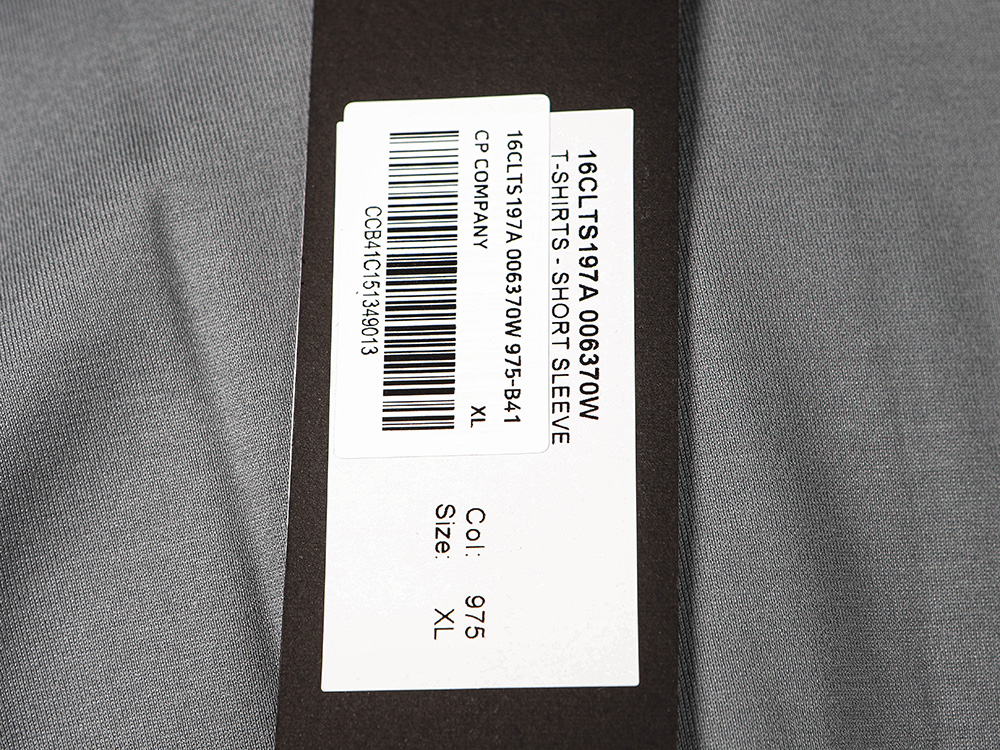 16CLTS197A 006370W
T-SHIRTS - SHORT SLEEVE
16CLTS197A 006370W 975-B41
CP COMPANY XL
CCB41C151349013
Col: 975
Size: XL